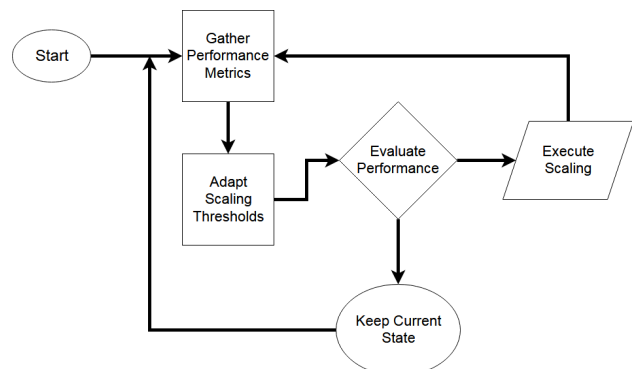 Start
Gather
Performance
Metrics
Adapt
Scaling
Thresholds
Evaluate
Performance
Execute
Scaling
Keep Current
State